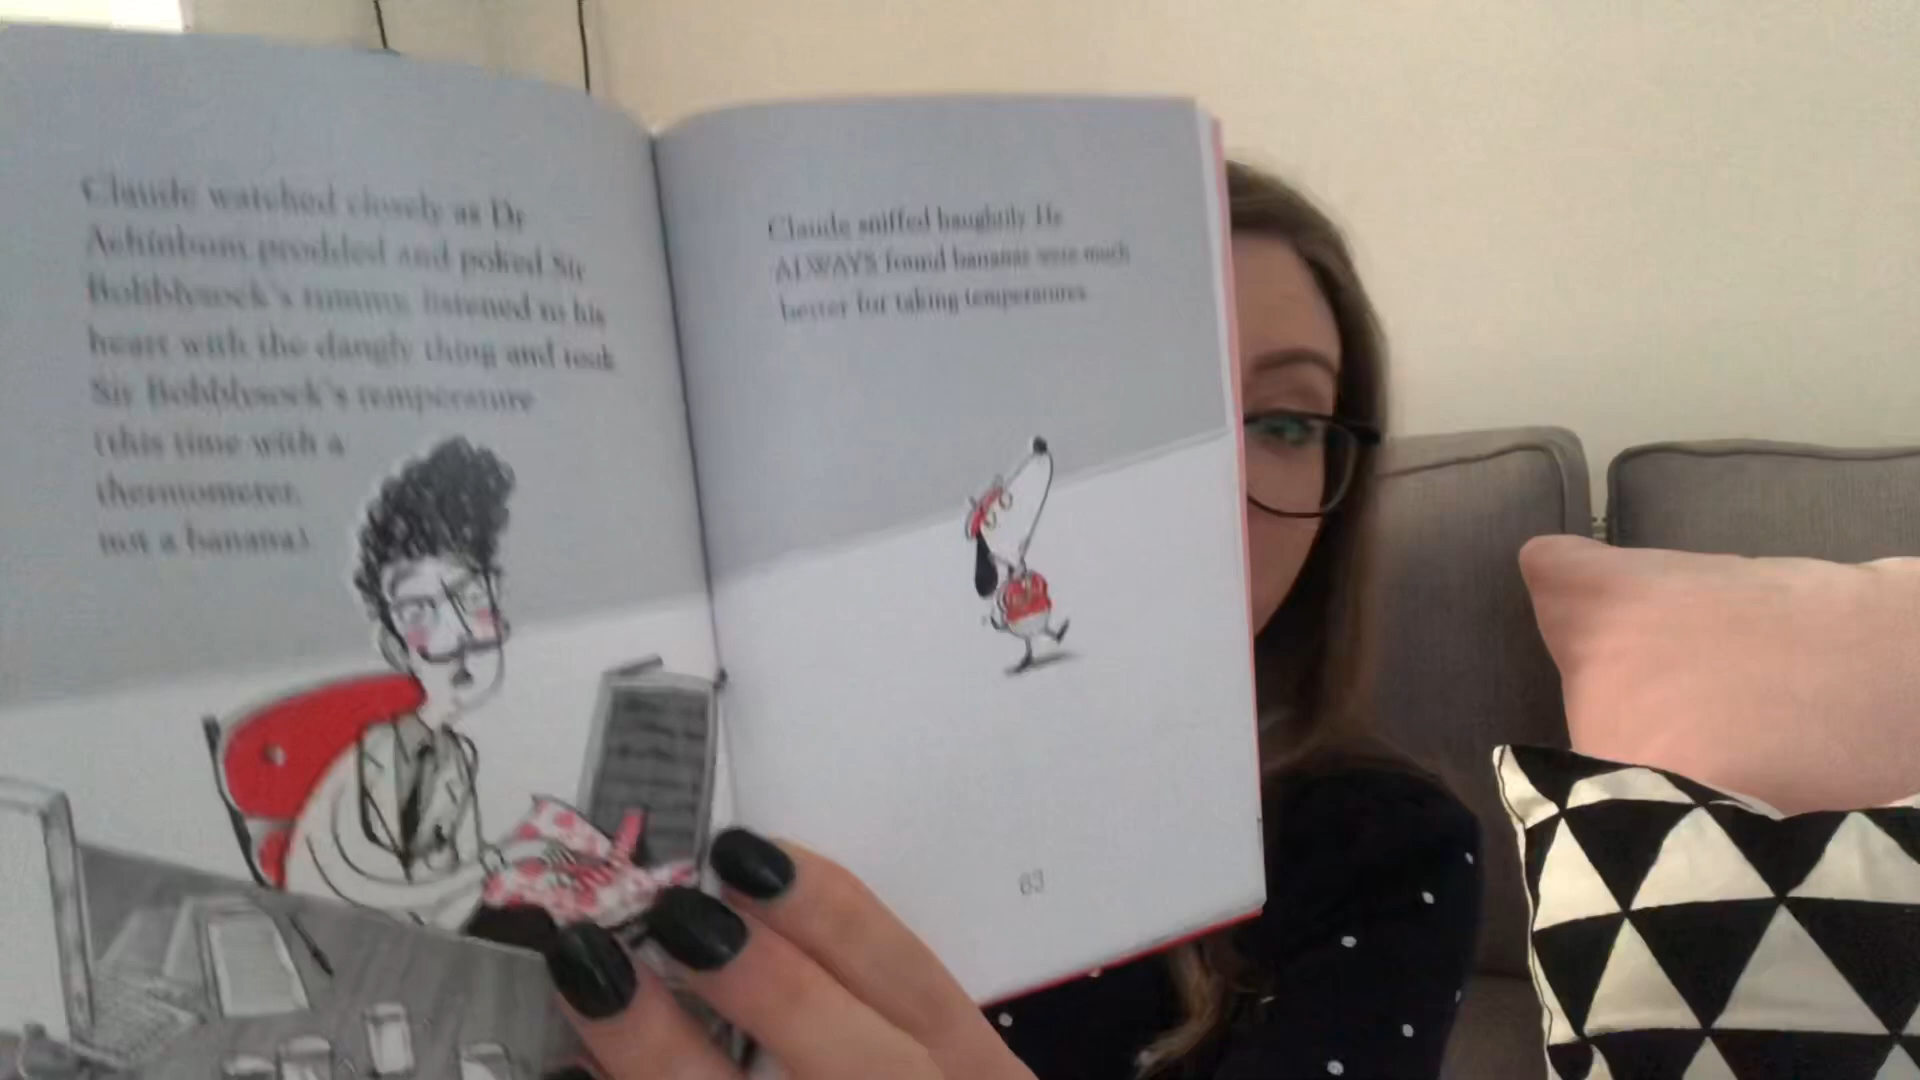 Claude watched closely as Dr
Achinbum prodded and poked Sir
Bobblysock's tummy, listened to his
heart with the dangly thing and took
Sir Bobblysock's temperature
(this time with a
thermometer,
not a banana).
Claude sniffed haughtily. He
ALWAYS found bananas were much
better for taking temperatures.
63